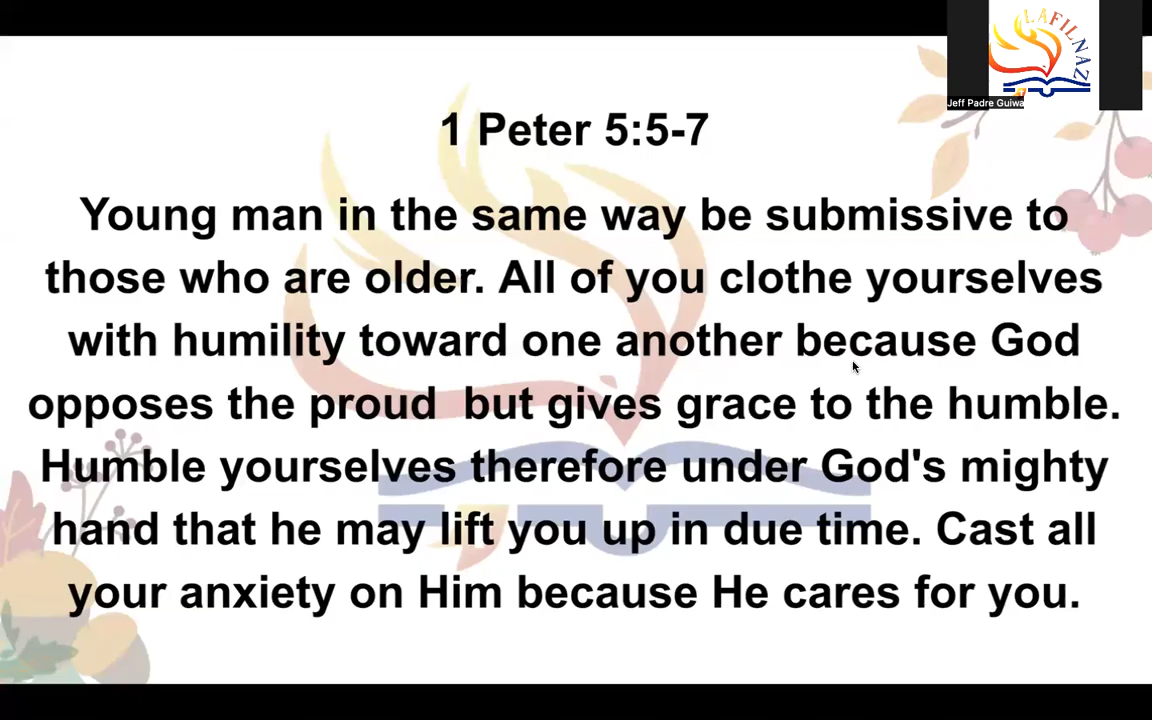 LAFILNAZ
Jeff Padre Guiwa
1 Peter 5:5-7
Young man in the same way be submissive to
those who are older. All of you clothe yourselves
with humility toward one another because God
opposes the proud  but gives grace to the humble.
Humble yourselves therefore under God's mighty
hand that he may lift you up in due time. Cast all
your anxiety on Him because He cares for you.